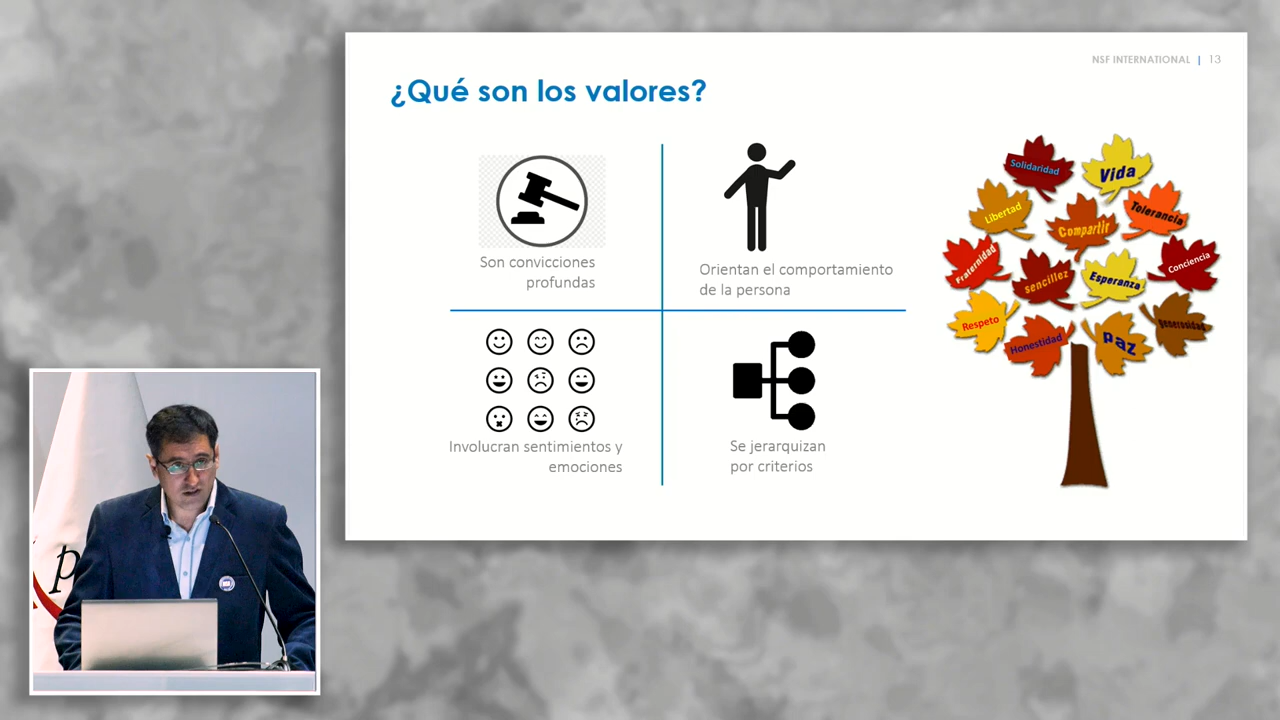 NSF INTERNATIONAL | 13
¿Qué son los valores?
Son convicciones
profundas
Orientan el comportamiento
de la persona
Involucran sentimientos y
emociones
Se jerarquizan
por criterios
Solidaridad
Vida
Libertad
Compartir
Tolerancia
Fraternidad
sencillez
Esperanza
Conciencia
Respeto
Honestidad
paz
generosidad
p